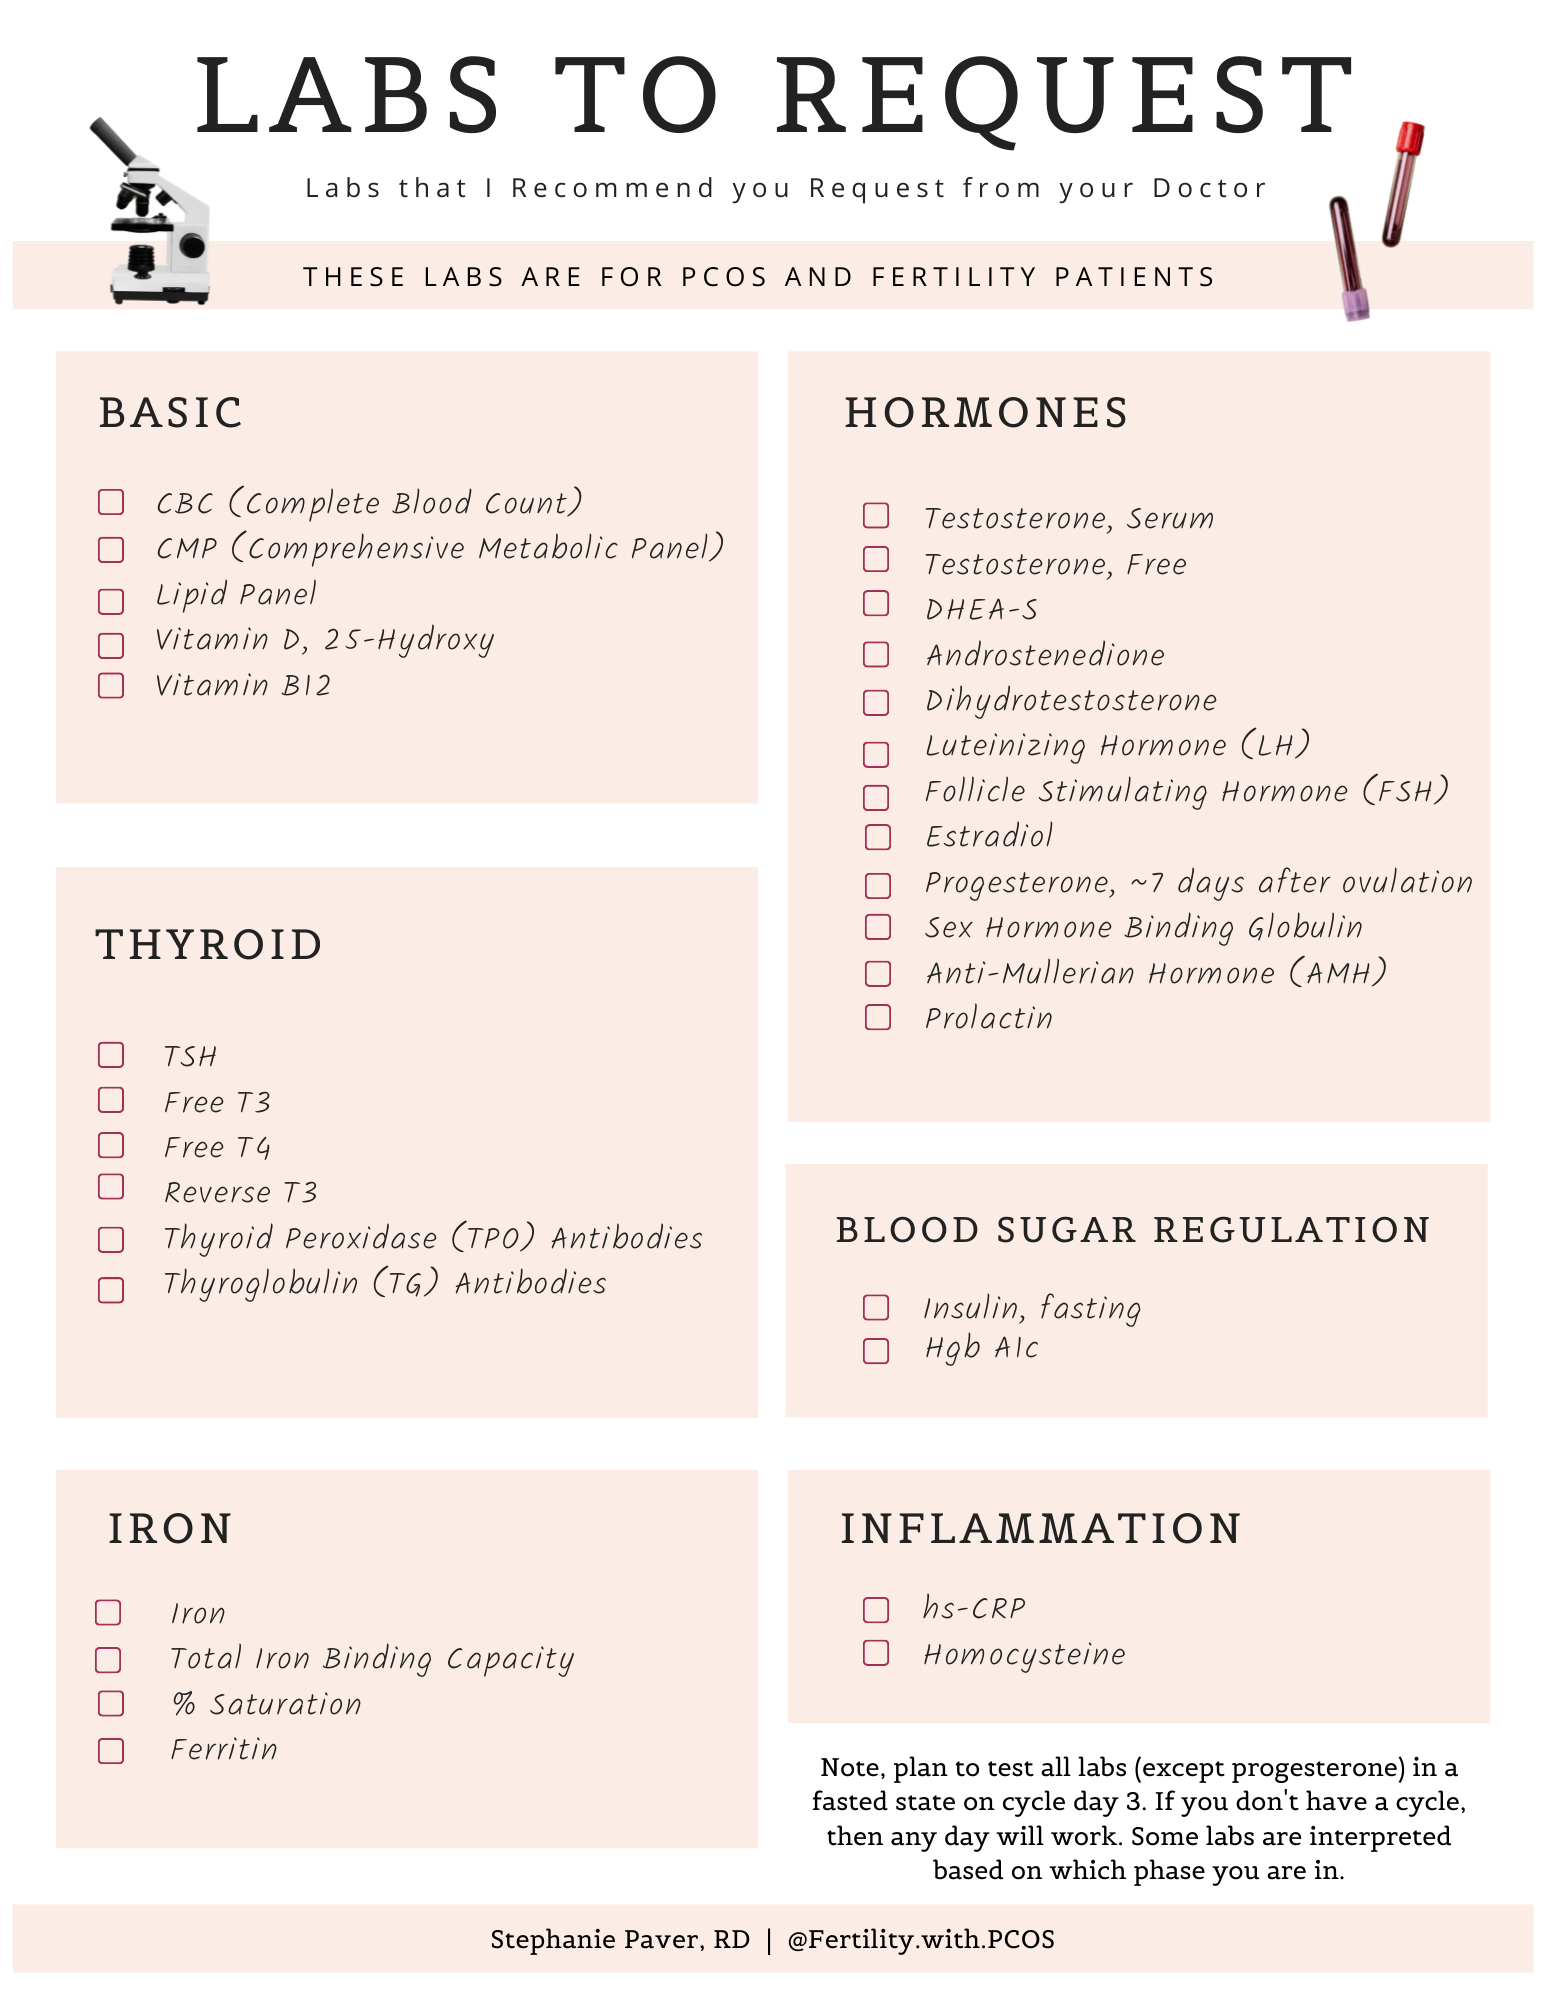 LABS TO REQUEST
Labs that I Recommend you Request from your Doctor
THESE LABS ARE FOR PCOS AND FERTILITY PATIENTS
BASIC
CBC (Complete Blood Count)
CMP (Comprehensive Metabolic Panel)
Lipid Panel
Vitamin D, 25-Hydroxy
Vitamin B12
THYROID
TSH
Free T3
Free T4
Reverse T3
Thyroid Peroxidase (TPO) Antibodies
Thyroglobulin (TG) Antibodies
IRON
Iron
Total Iron Binding Capacity
% Saturation
Ferritin
HORMONES
Testosterone, Serum
Testosterone, Free
DHEA-S
Androstenedione
Dihydrotestosterone
Luteinizing Hormone (LH)
Follicle Stimulating Hormone (FSH)
Estradiol
Progesterone, ~7 days after ovulation
Sex Hormone Binding Globulin
Anti-Mullerian Hormone (AMH)
Prolactin
BLOOD SUGAR REGULATION
Insulin, fasting
Hgb A1c
INFLAMMATION
hs-CRP
Homocysteine
Note, plan to test all labs (except progesterone) in a
fasted state on cycle day 3. If you don't have a cycle,
then any day will work. Some labs are interpreted
based on which phase you are in.
Stephanie Paver, RD | @Fertility.with.PCOS